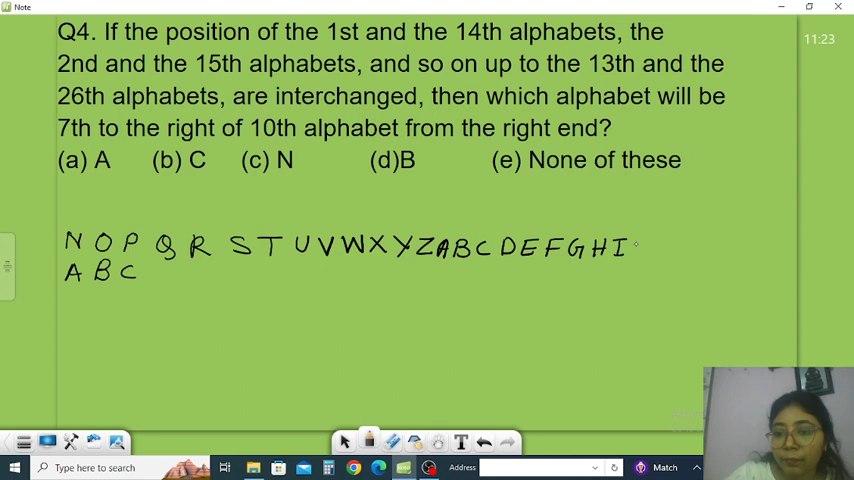 Note
11:23
Q4. If the position of the 1st and the 14th alphabets, the
2nd and the 15th alphabets, and so on up to the 13th and the
26th alphabets, are interchanged, then which alphabet will be
7th to the right of 10th alphabet from the right end?
(a) A (b) C (c) N (d)B (e) None of these
N O P Q R S T U V W X Y Z A B C D E F G H I
A B C
Type here to search
Address
Match